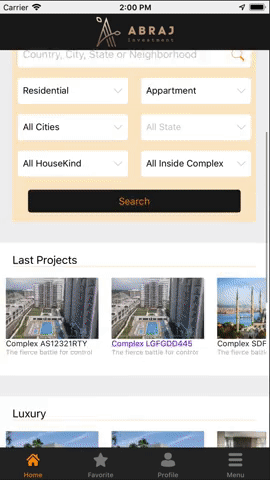 Carrier 2:00 PM
ABRAJ
Investment
Country, City, State or Neighborhood
Residential Appartment
All Cities All State
All HouseKind All Inside Complex
Search
Last Projects
Complex AS12321RTY Complex LGFGDD445 Complex SDF
The fierce battle for control The fierce battle for control The fierce battl
Luxury
Home Favorite Profile Menu